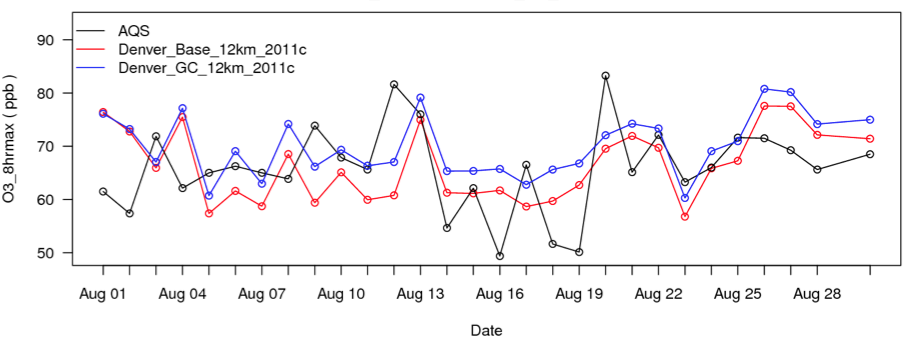 AQS
Denver_Base_12km_2011c
Denver_GC_12km_2011c
O3_8hrmax ( ppb )
90
80
70
60
50
Aug 01 Aug 04 Aug 07 Aug 10 Aug 13 Aug 16 Aug 19 Aug 22 Aug 25 Aug 28
Date